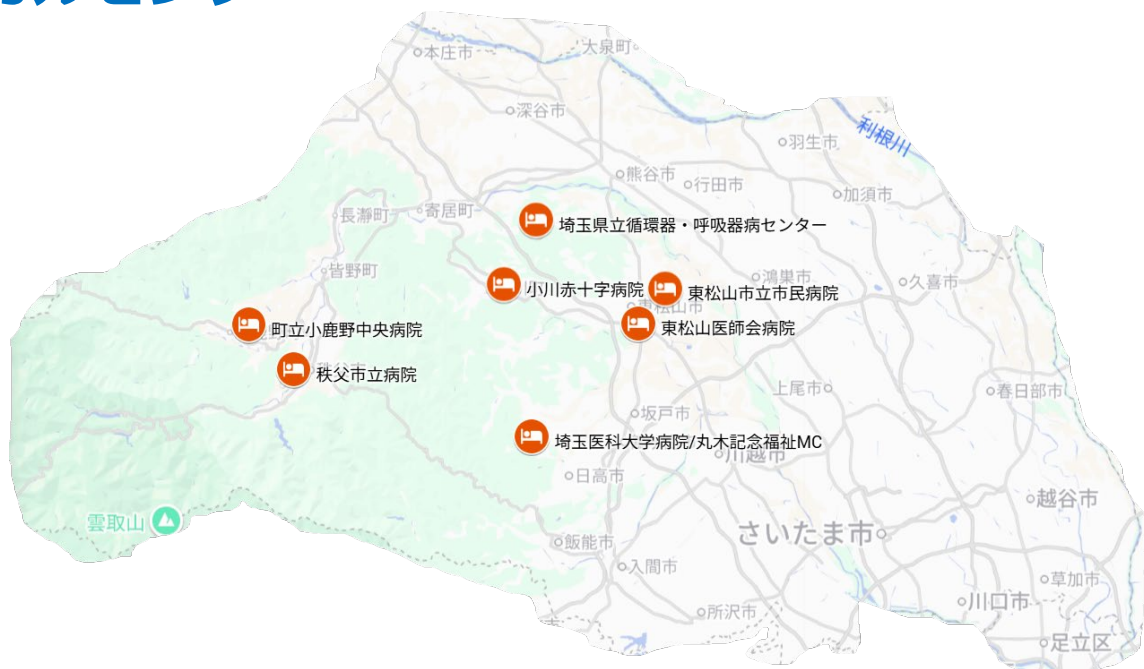 本庄市
大泉町
深谷市
利根川
羽生市
熊谷市
行田市
加須市
長瀞町
寄居町
埼玉県立循環器・呼吸器病センター
皆野町
小川赤十字病院
鴻巣市
久喜市
東松山市立市民病院
東松山市
町立小鹿野中央病院
東松山医師会病院
秩父市立病院
上尾市
春日部市
坂戸市
埼玉医科大学病院/丸木記念福祉MC
川越市
日高市
越谷市
雲取山
さいたま市
飯能市
入間市
草加市
川口市
所沢市
足立区